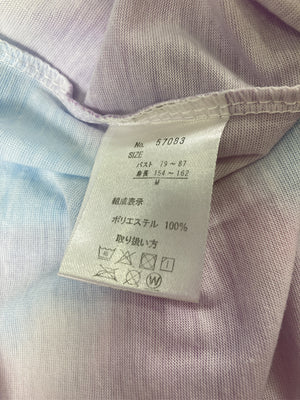 No. 57093
SIZE
バスト 79～87
身長 154～162
M
組成表示
ポリエステル 100%
取り扱い方
W